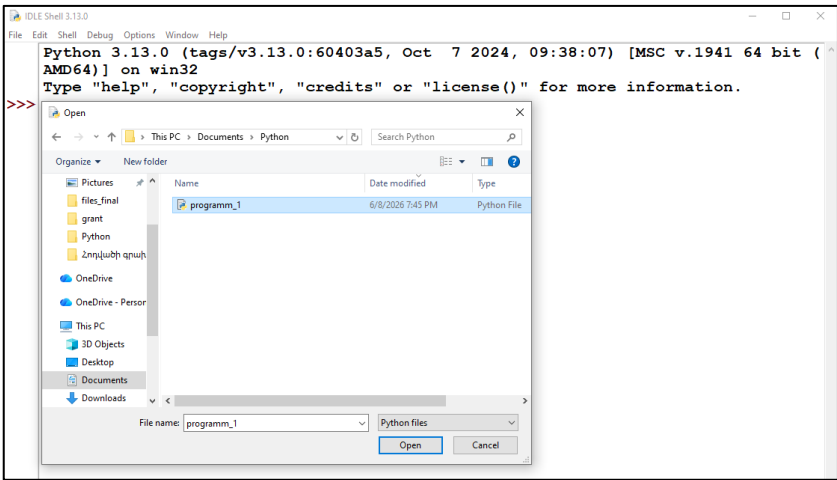 IDLE Shell 3.13.0
File Edit Shell Debug Options Window Help
Python 3.13.0 (tags/v3.13.0:60403a5, Oct 7 2024, 09:38:07) [MSC v.1941 64 bit (
AMD64)] on win32
Type "help", "copyright", "credits" or "license()" for more information.
>>>
Open
This PC > Documents > Python
Search Python
Organize
New folder
Pictures
files_final
grant
Python
Հոդվածի գրախ
OneDrive
OneDrive - Person
This PC
3D Objects
Desktop
Documents
Downloads
Name Date modified Type
programm_1 6/8/2026 7:45 PM Python File
File name: programm_1
Python files
Open Cancel